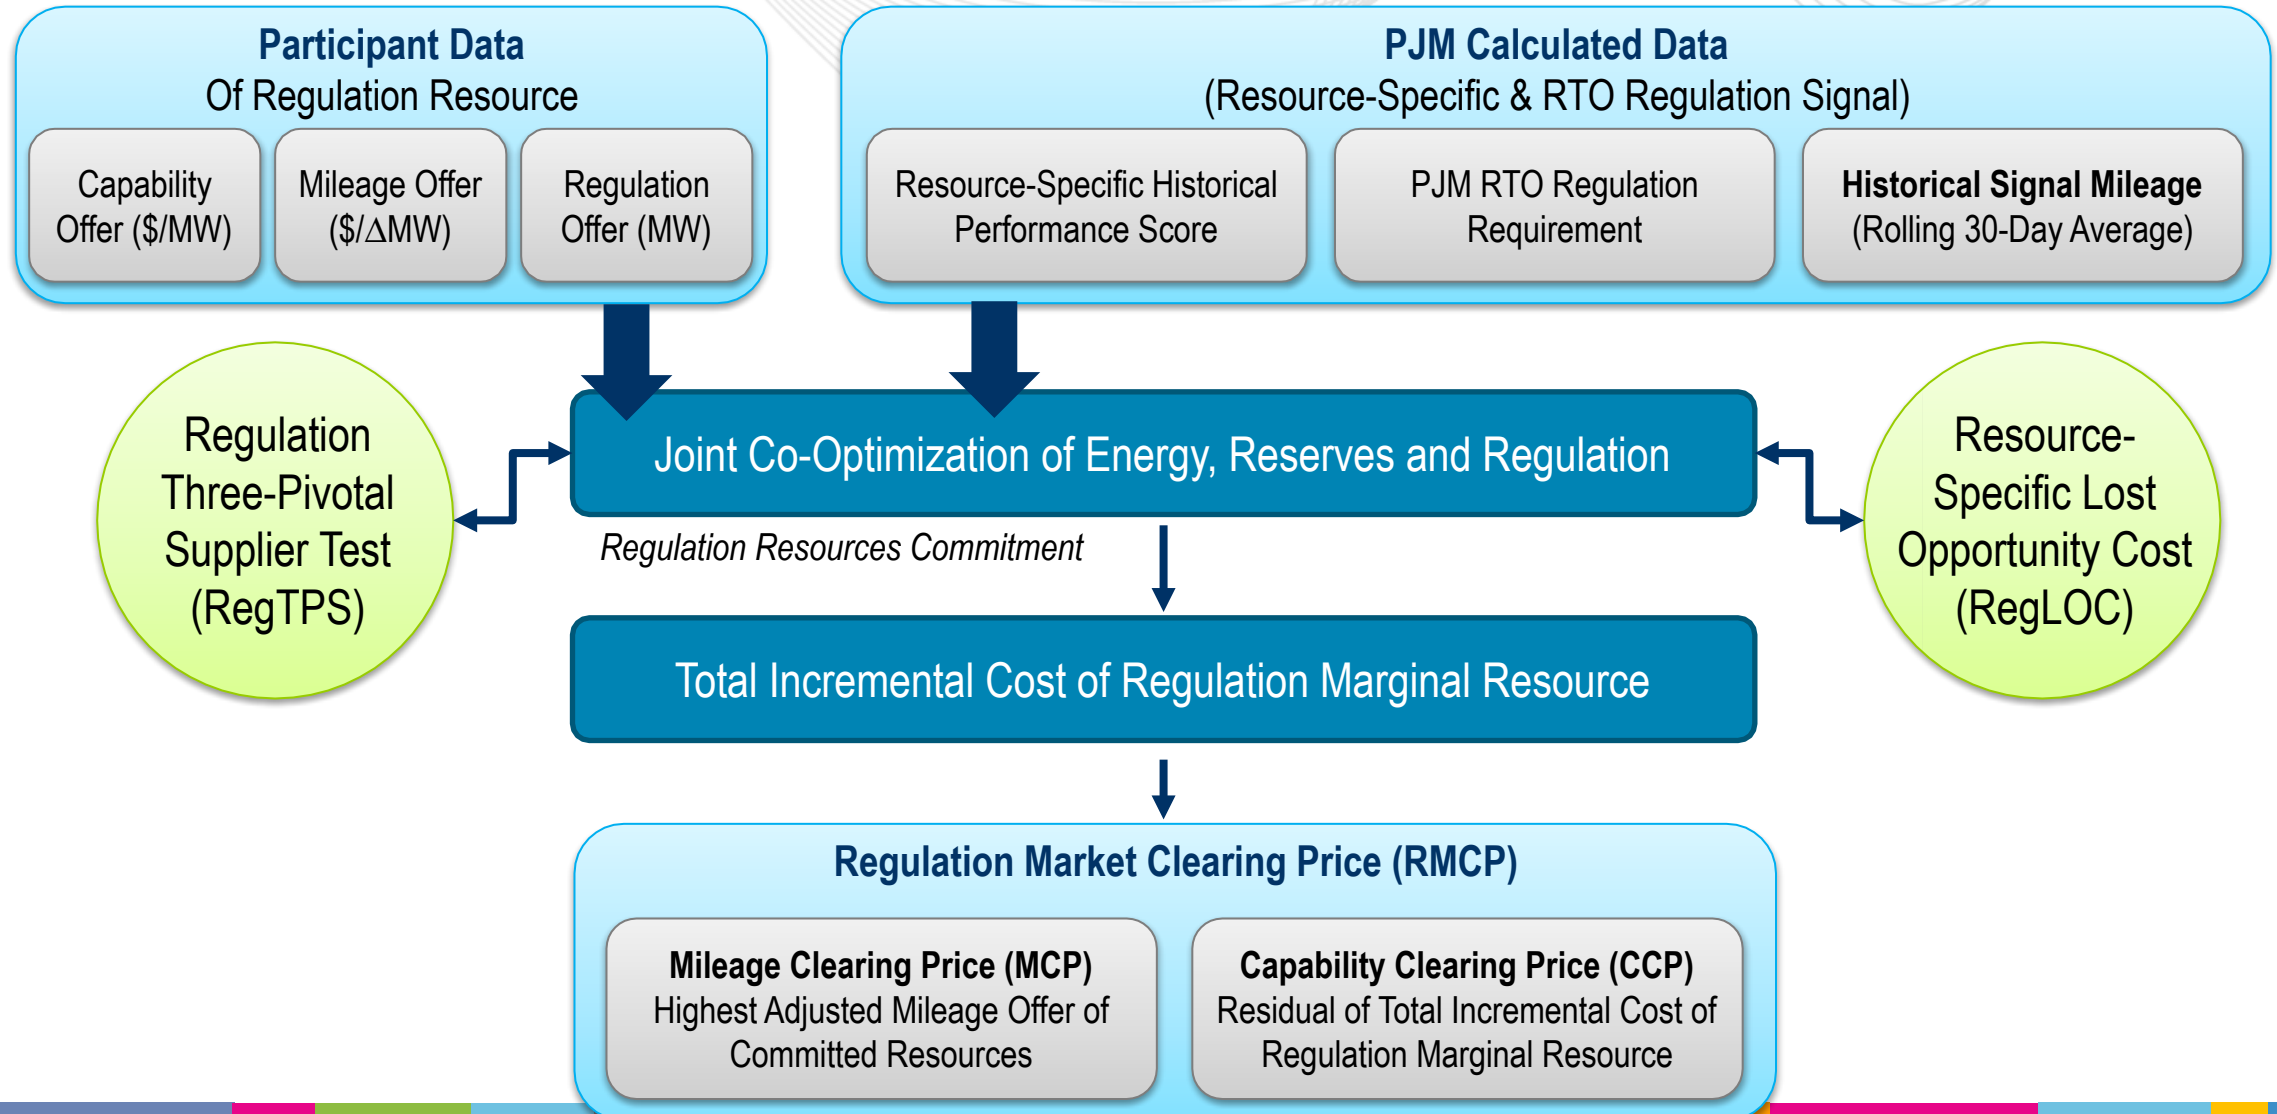 Participant Data
Of Regulation Resource
Capability
Offer ($/MW)
Mileage Offer
($/∆MW)
Regulation
Offer (MW)
PJM Calculated Data
(Resource-Specific & RTO Regulation Signal)
Resource-Specific Historical
Performance Score
PJM RTO Regulation
Requirement
Historical Signal Mileage
(Rolling 30-Day Average)
Regulation
Three-Pivotal
Supplier Test
(RegTPS)
Joint Co-Optimization of Energy, Reserves and Regulation
Resource-
Specific Lost
Opportunity Cost
(RegLOC)
Regulation Resources Commitment
Total Incremental Cost of Regulation Marginal Resource
Regulation Market Clearing Price (RMCP)
Mileage Clearing Price (MCP)
Highest Adjusted Mileage Offer of
Committed Resources
Capability Clearing Price (CCP)
Residual of Total Incremental Cost of
Regulation Marginal Resource